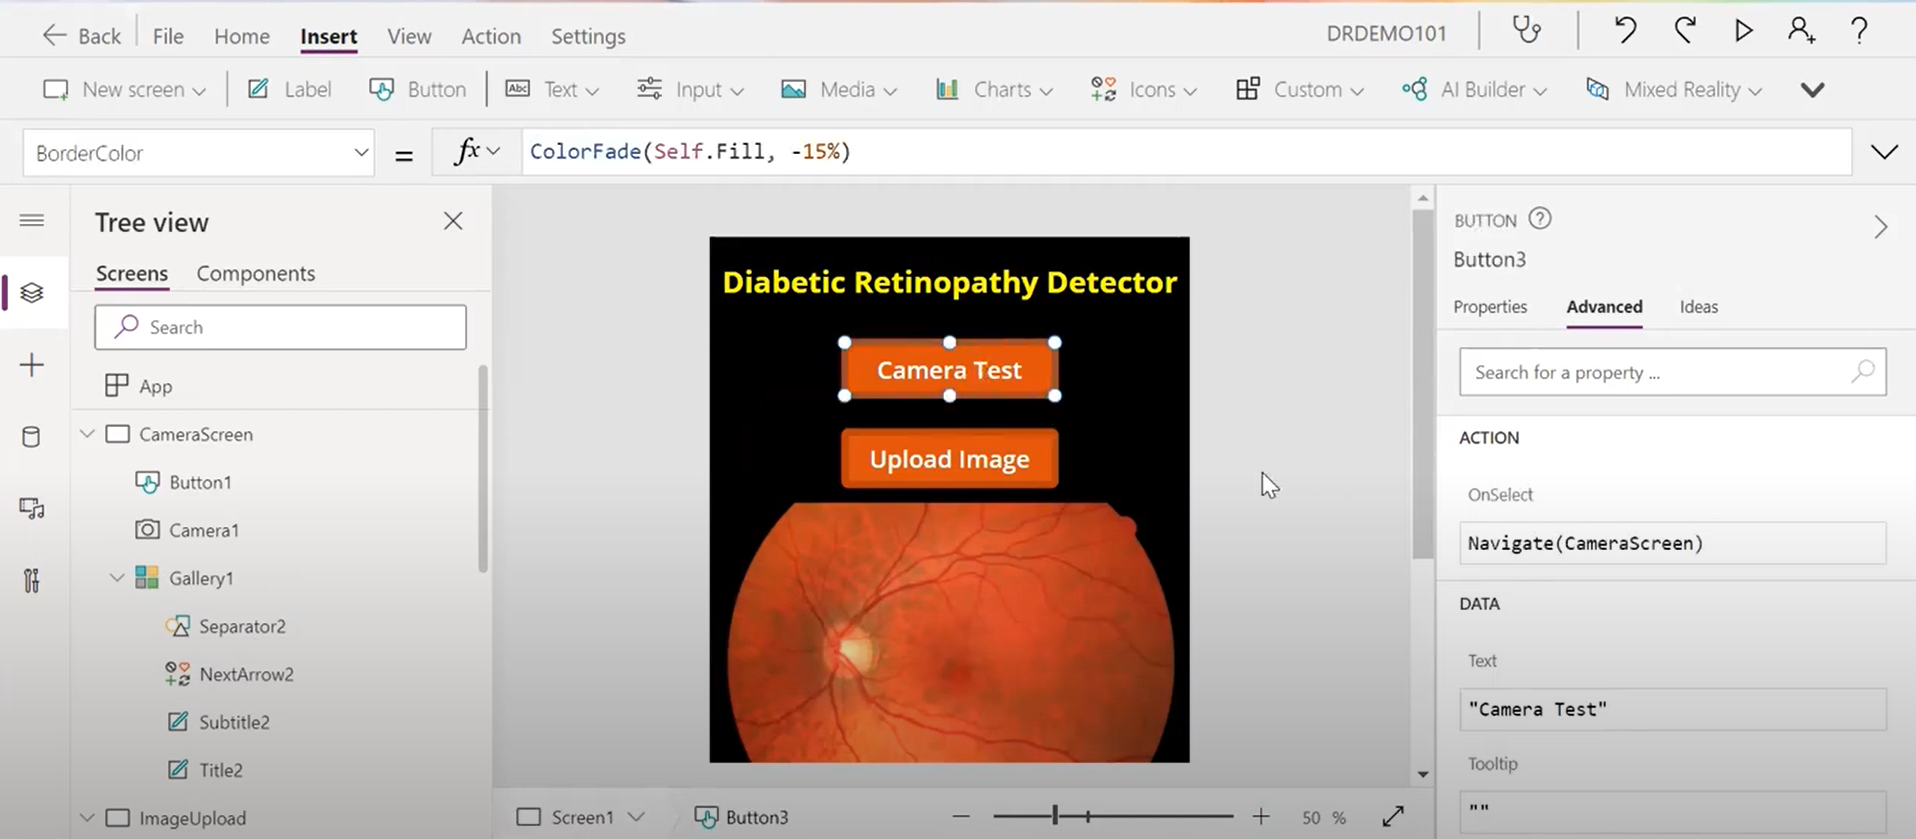 Back File Home Insert View Action Settings DRDEMO101 ?
New screen Label Button Abc Text Input Media Charts Icons Custom AI Builder Mixed Reality
BorderColor = fx ColorFade(Self.Fill, -15%)
Tree view
Screens Components
Search
App
CameraScreen
Button1
Camera1
Gallery1
Separator2
NextArrow2
Subtitle2
Title2
ImageUpload
Diabetic Retinopathy Detector
Camera Test
Upload Image
Screen1 Button3 50 %
BUTTON ?
Button3
Properties Advanced Ideas
Search for a property ...
ACTION
OnSelect
Navigate(CameraScreen)
DATA
Text
"Camera Test"
Tooltip
""